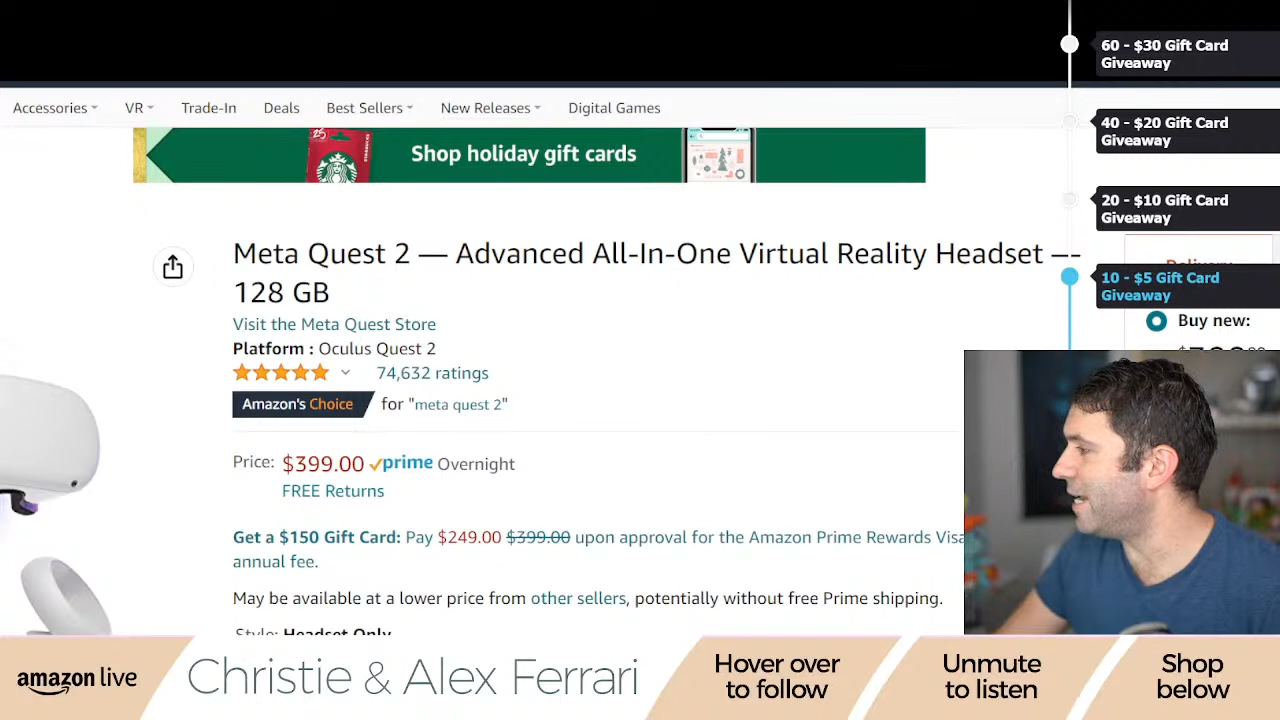 60 - $30 Gift Card
Giveaway
Accessories
VR
Trade-In
Deals
Best Sellers
New Releases
Digital Games
40 - $20 Gift Card
Giveaway
25
Shop holiday gift cards
20 - $10 Gift Card
Giveaway
Meta Quest 2 — Advanced All-In-One Virtual Reality Headset —
128 GB
Delivery
10 - $5 Gift Card
Giveaway
Visit the Meta Quest Store
Buy new:
Platform : Oculus Quest 2
74,632 ratings
Amazon's Choice for "meta quest 2"
Price: $399.00 prime Overnight
FREE Returns
Get a $150 Gift Card: Pay $249.00 $399.00 upon approval for the Amazon Prime Rewards Visa
annual fee.
May be available at a lower price from other sellers, potentially without free Prime shipping.
Style: Headset Only
amazon live
Christie & Alex Ferrari
Hover over
to follow
Unmute
to listen
Shop
below